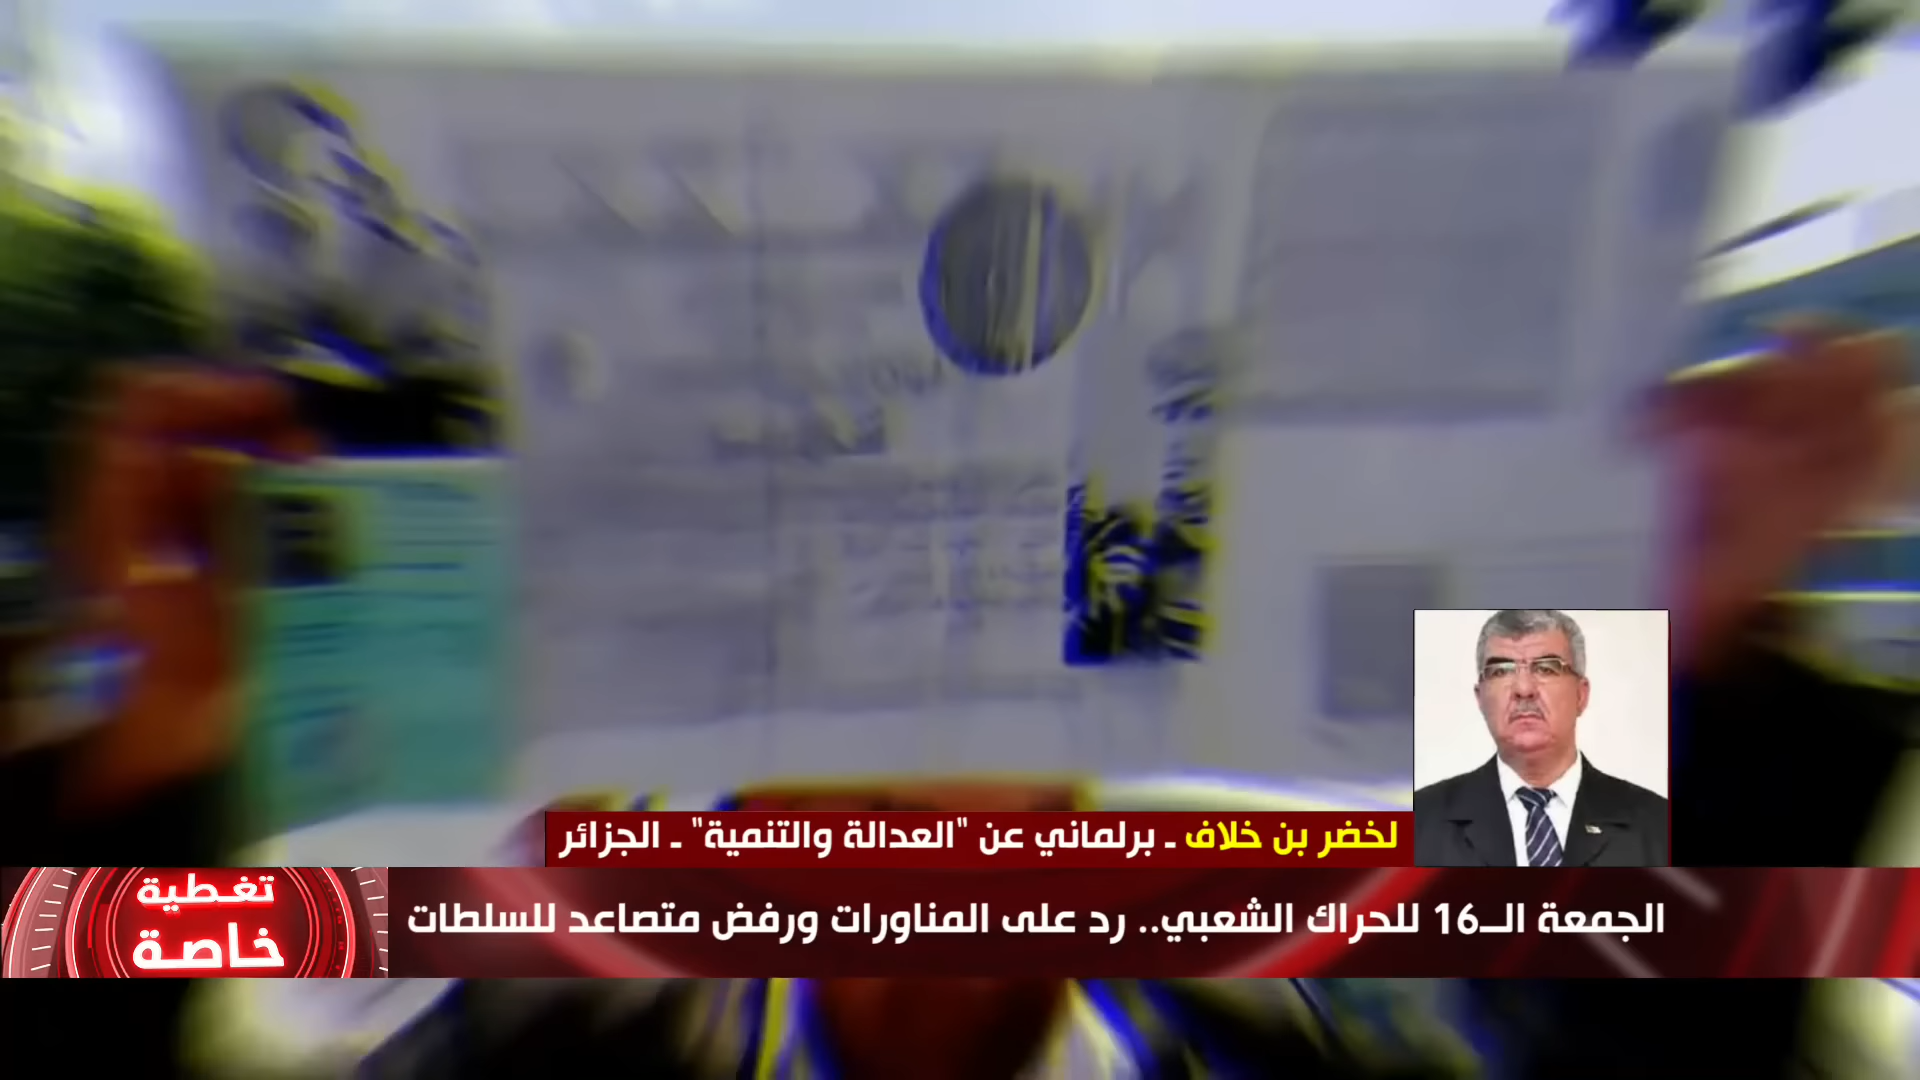 لخضر بن خلاف ـ برلماني عن "العدالة والتنمية" ـ الجزائر
الجمعة الــ16 للحراك الشعبي.. رد على المناورات ورفض متصاعد للسلطات
تغطية
خاصة